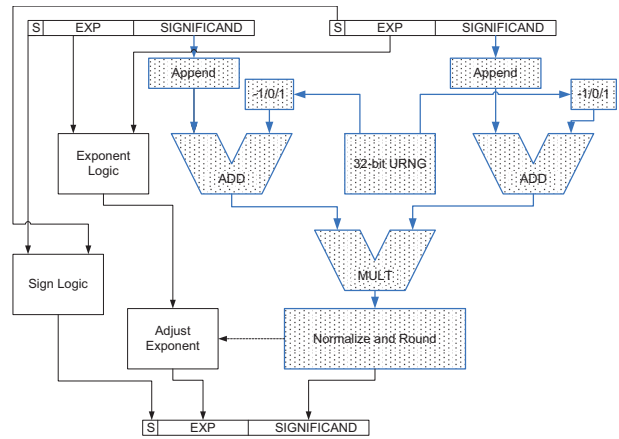 S EXP SIGNIFICAND
S EXP SIGNIFICAND
Append
-1/0/1
Append
-1/0/1
Exponent
Logic
ADD
32-bit URNG
ADD
MULT
Sign Logic
Adjust
Exponent
Normalize and Round
S EXP SIGNIFICAND